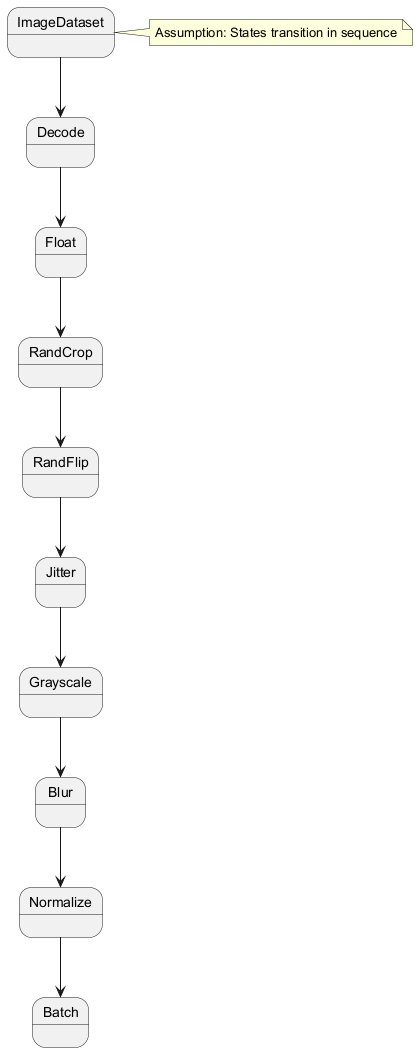 ImageDataset
Assumption: States transition in sequence
Decode
Float
RandCrop
RandFlip
Jitter
Grayscale
Blur
Normalize
Batch